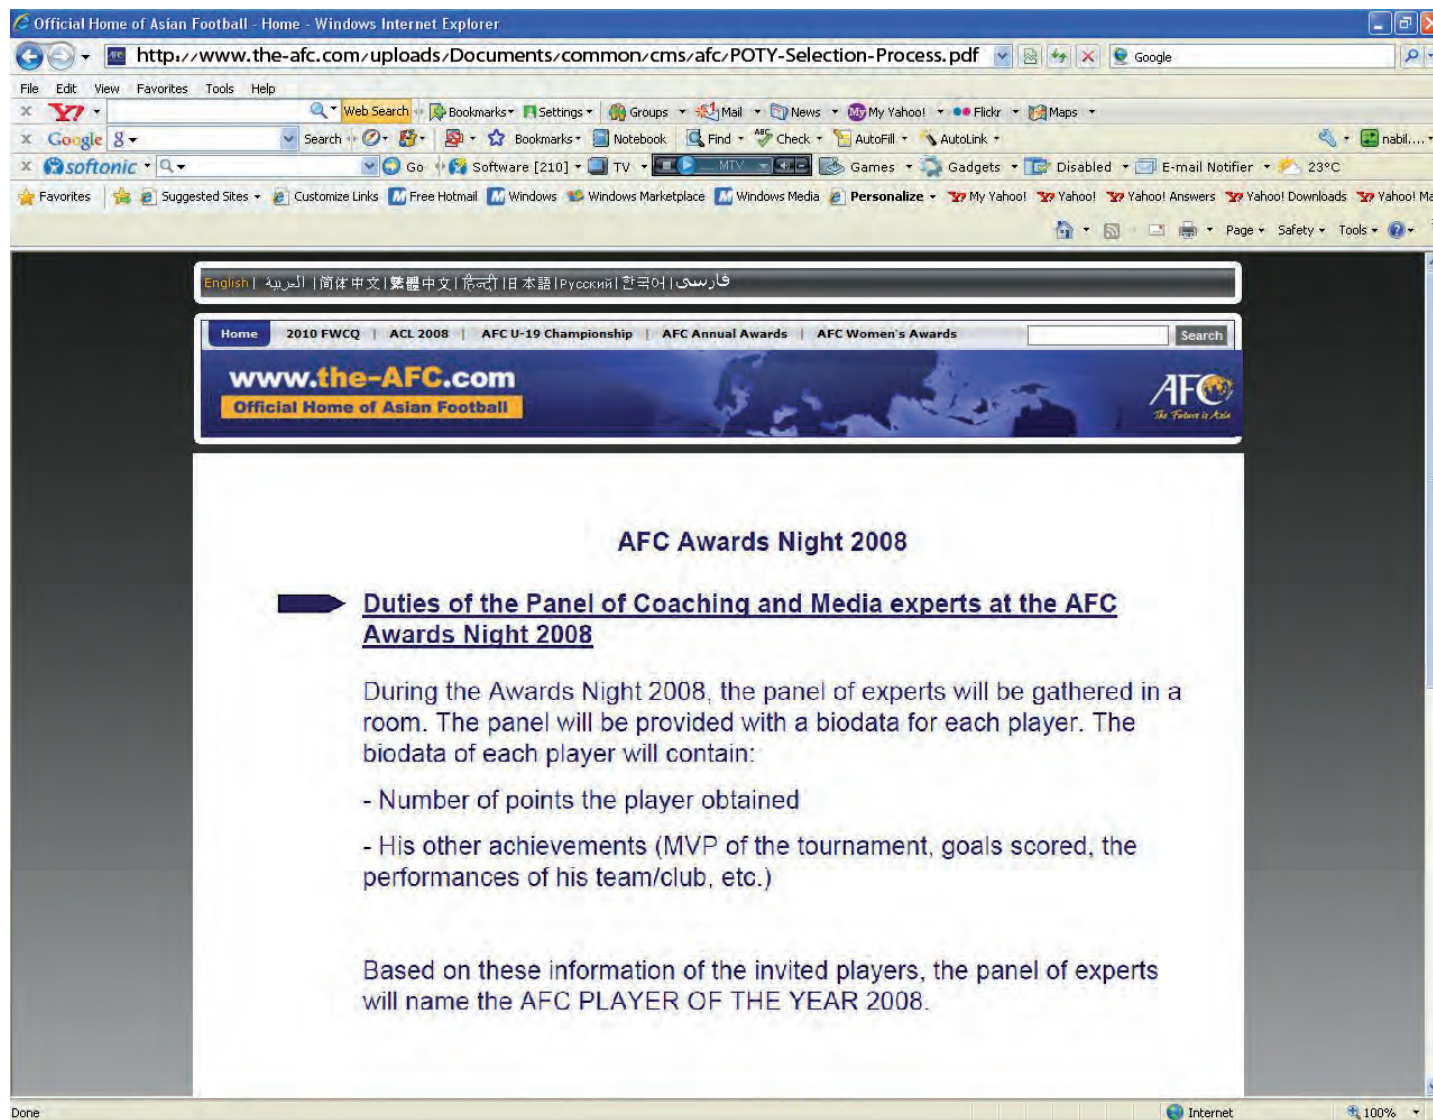 Official Home of Asian Football - Home - Windows Internet Explorer
http://www.the-afc.com/uploads/Documents/common/cms/afc/POTY-Selection-Process.pdf Google
File Edit View Favorites Tools Help
x Y7 Web Search Bookmarks Settings Groups Mail News My Yahoo! Flickr Maps
x Google Search Bookmarks Notebook Find Check AutoFill AutoLink nabil....
x softonic Go Software [210] TV MTV Games Gadgets Disabled E-mail Notifier 23°C
Favorites Suggested Sites Customize Links Free Hotmail Windows Windows Marketplace Windows Media Personalize My Yahoo! Yahoo! Yahoo! Answers Yahoo! Downloads Yahoo! Ma
Page Safety Tools
English | العربية | 简体中文 | 繁體中文 | हिन्दी | 日本語 | Русский | 한국어 | فارسی
Home 2010 FWCQ | ACL 2008 | AFC U-19 Championship | AFC Annual Awards | AFC Women's Awards Search
www.the-AFC.com
Official Home of Asian Football
AFC
The Future is Asia
AFC Awards Night 2008
Duties of the Panel of Coaching and Media experts at the AFC
Awards Night 2008
During the Awards Night 2008, the panel of experts will be gathered in a
room. The panel will be provided with a biodata for each player. The
biodata of each player will contain:
- Number of points the player obtained
- His other achievements (MVP of the tournament, goals scored, the
performances of his team/club, etc.)
Based on these information of the invited players, the panel of experts
will name the AFC PLAYER OF THE YEAR 2008.
Done Internet 100%